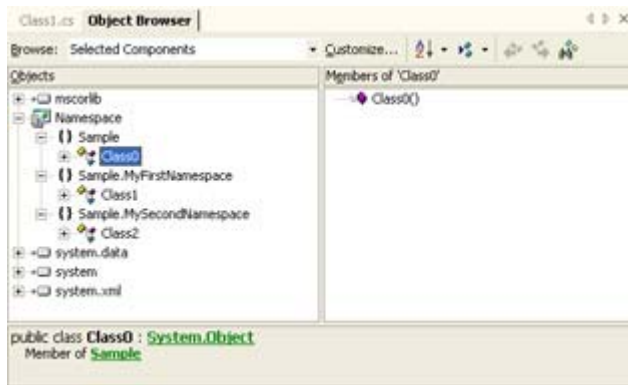 Class1.cs Object Browser
Browse: Selected Components Customize...
Objects
Members of 'Class0'
mscorlib
Class0()
Namespace
{} Sample
Class0
{} Sample.MyFirstNamespace
Class1
{} Sample.MySecondNamespace
Class2
system.data
system
system.xml
public class Class0 : System.Object
Member of Sample